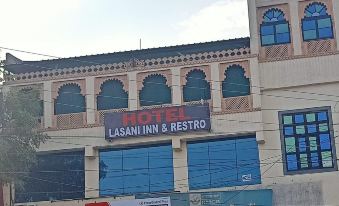 HOTEL
LASANI INN & RESTRO